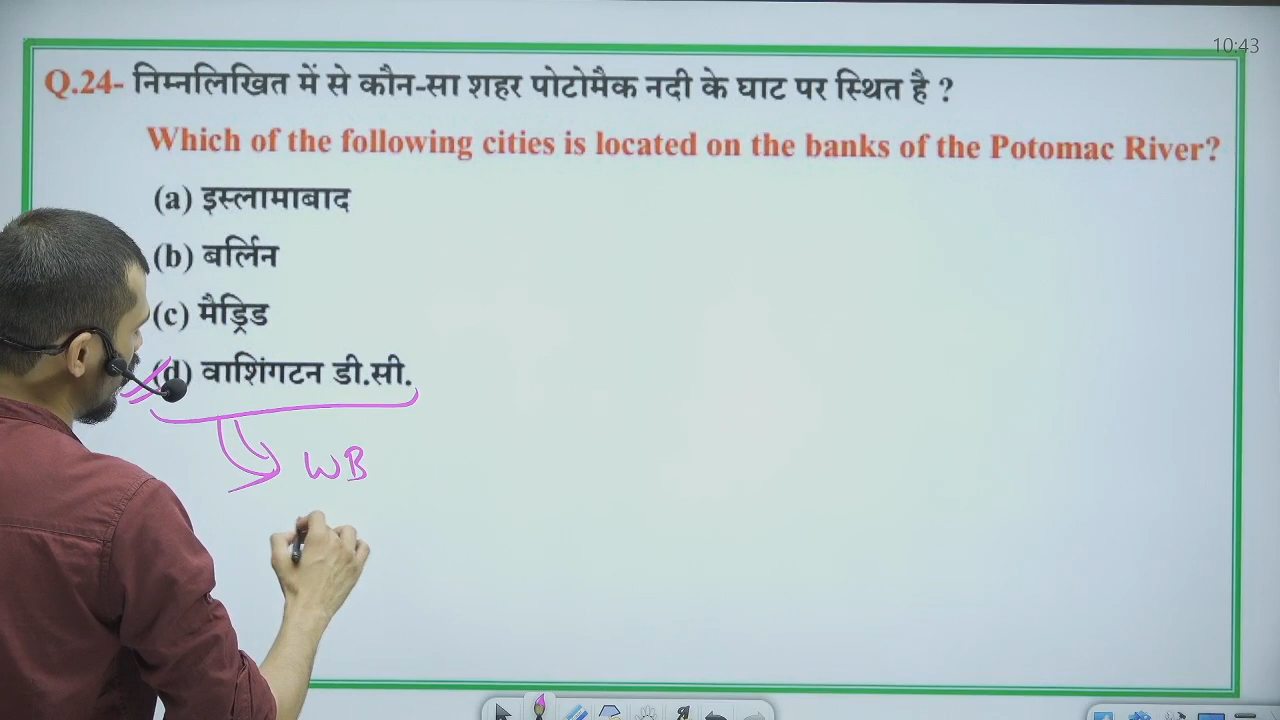 10:43
Q.24- निम्नलिखित में से कौन-सा शहर पोटोमैक नदी के घाट पर स्थित है ?
Which of the following cities is located on the banks of the Potomac River?
(a) इस्लामाबाद
(b) बर्लिन
(c) मैड्रिड
(d) वाशिंगटन डी.सी.
WB